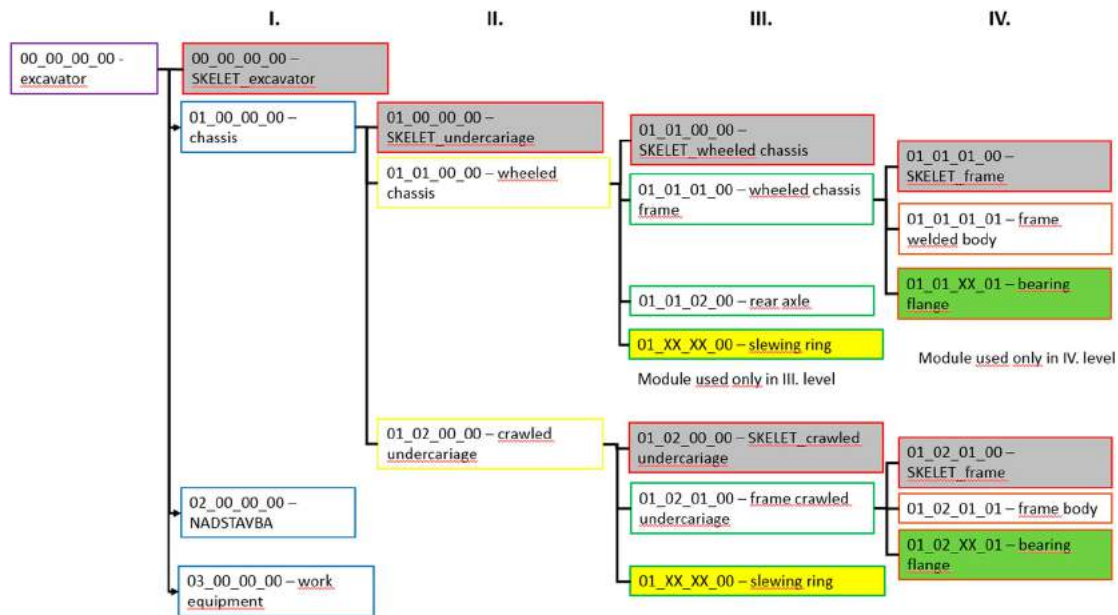 I.
II.
III.
IV.
00_00_00_00 -
excavator
00_00_00_00 –
SKELET_excavator
01_00_00_00 –
chassis
01_00_00_00 –
SKELET_undercariage
01_01_00_00 – wheeled
chassis
01_01_00_00 –
SKELET_wheeled chassis
01_01_01_00 – wheeled chassis
frame
01_01_02_00 – rear axle
01_XX_XX_00 – slewing ring
Module used only in III. level
01_01_01_00 –
SKELET_frame
01_01_01_01 – frame
welded body
01_01_XX_01 – bearing
flange
Module used only in IV. level
01_02_00_00 – crawled
undercariage
01_02_00_00 – SKELET_crawled
undercariage
01_02_01_00 – frame crawled
undercariage
01_XX_XX_00 – slewing ring
01_02_01_00 –
SKELET_frame
01_02_01_01 – frame body
01_02_XX_01 – bearing
flange
02_00_00_00 –
NADSTAVBA
03_00_00_00 – work
equipment